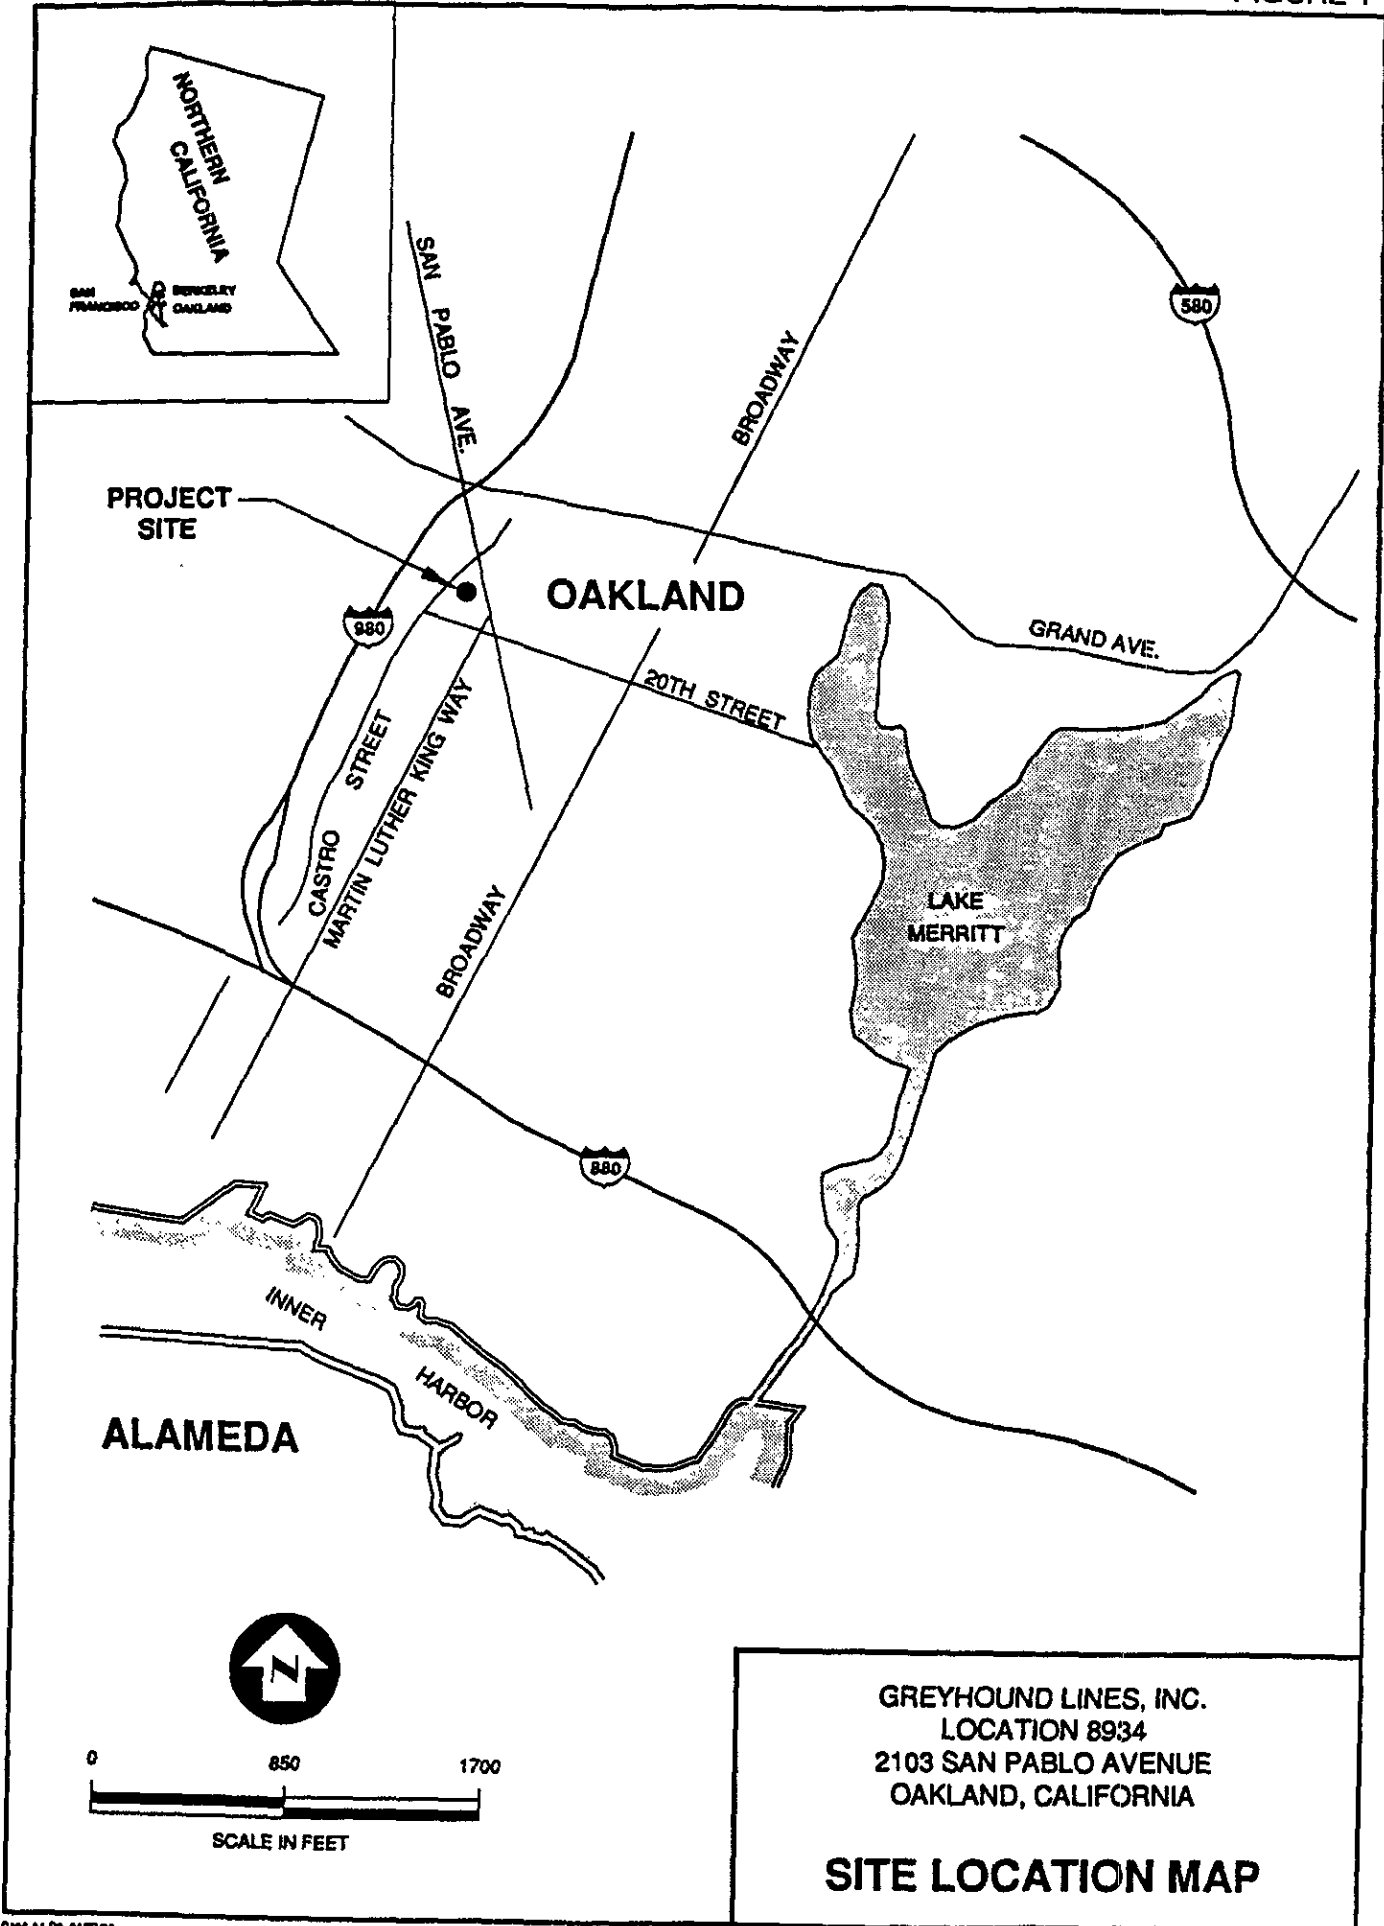 NORTHERN
CALIFORNIA
SAN
FRANCISCO
BERKELEY
OAKLAND
SAN PABLO AVE.
BROADWAY
580
PROJECT
SITE
OAKLAND
980
GRAND AVE.
20TH STREET
CASTRO STREET
MARTIN LUTHER KING WAY
BROADWAY
LAKE
MERRITT
880
INNER
HARBOR
ALAMEDA
N
0 850 1700
SCALE IN FEET
GREYHOUND LINES, INC.
LOCATION 8934
2103 SAN PABLO AVENUE
OAKLAND, CALIFORNIA
SITE LOCATION MAP